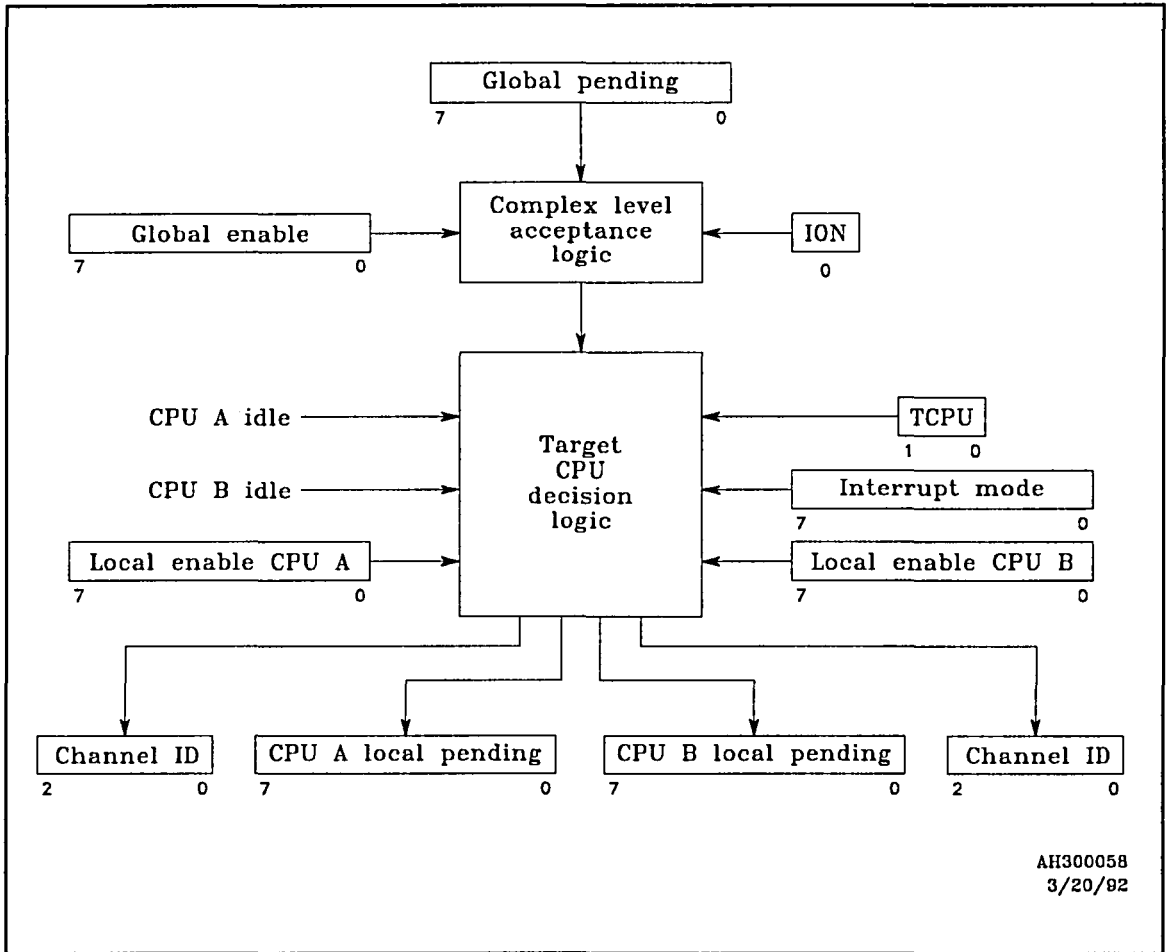 Global pending
7 0
Complex level
acceptance
logic
Global enable
7 0
ION
0
CPU A idle
CPU B idle
Local enable CPU A
7 0
Target
CPU
decision
logic
TCPU
1 0
Interrupt mode
7 0
Local enable CPU B
7 0
Channel ID
2 0
CPU A local pending
7 0
CPU B local pending
7 0
Channel ID
2 0
AH300058
3/20/92